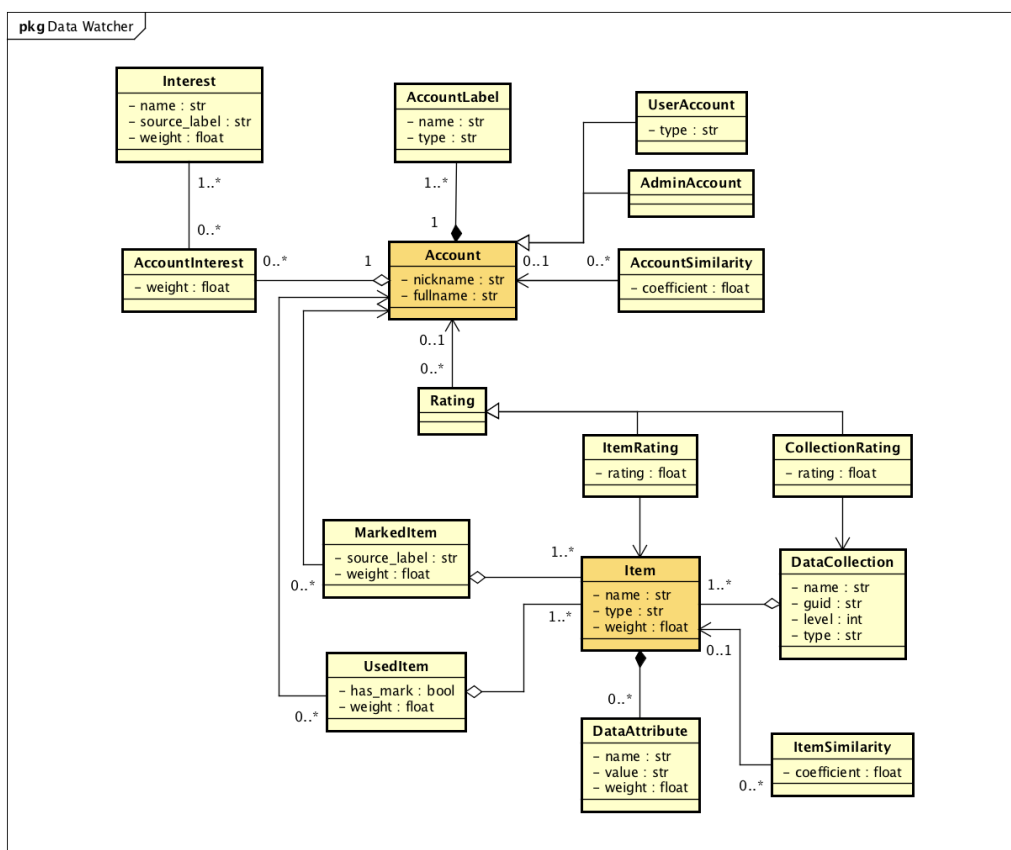 pkg Data Watcher
Interest
- name : str
- source_label : str
- weight : float
AccountLabel
- name : str
- type : str
UserAccount
- type : str
AdminAccount
1..*
0..*
1..*
1
AccountInterest
- weight : float
0..*
1
Account
- nickname : str
- fullname : str
0..1
0..*
AccountSimilarity
- coefficient : float
0..1
0..*
Rating
ItemRating
- rating : float
CollectionRating
- rating : float
MarkedItem
- source_label : str
- weight : float
0..*
1..*
Item
- name : str
- type : str
- weight : float
1..*
1..*
DataCollection
- name : str
- guid : str
- level : int
- type : str
0..1
UsedItem
- has_mark : bool
- weight : float
0..*
0..*
DataAttribute
- name : str
- value : str
- weight : float
ItemSimilarity
- coefficient : float
0..*